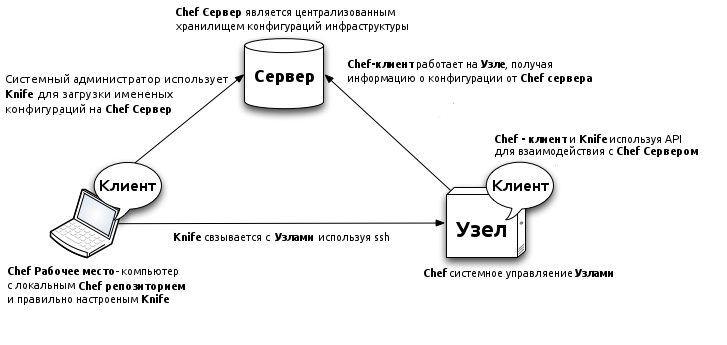 Chef Сервер является централизованным
хранилищем конфигураций инфраструктуры
Сервер
Chef-клиент работает на Узле, получая
информацию о конфигурации от Chef сервера
Системный администратор использует
Knife для загрузки имененых
конфигураций на Chef Сервер
Chef - клиент и Knife используя API
для взаимодействия с Chef Сервером
Клиент
Клиент
Узел
Knife свзывается с Узлами используя ssh
Chef Рабочее место- компьютер
с локальным Chef репозиторием
и правильно настроеным Knife
Chef системное управляение Узлами